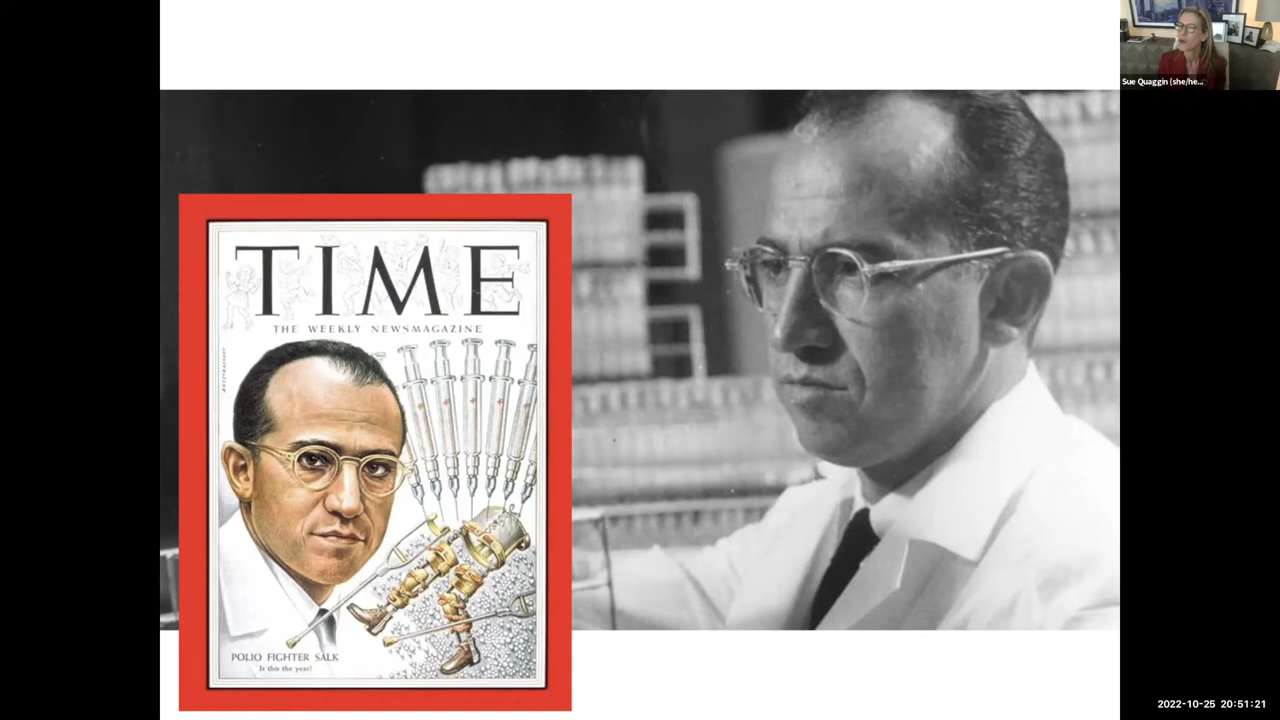 Sue Quaggin (she/he...
TIME
THE WEEKLY NEWSMAGAZINE
POLIO FIGHTER SALK
Is this the year?
2022-10-25 20:51:21